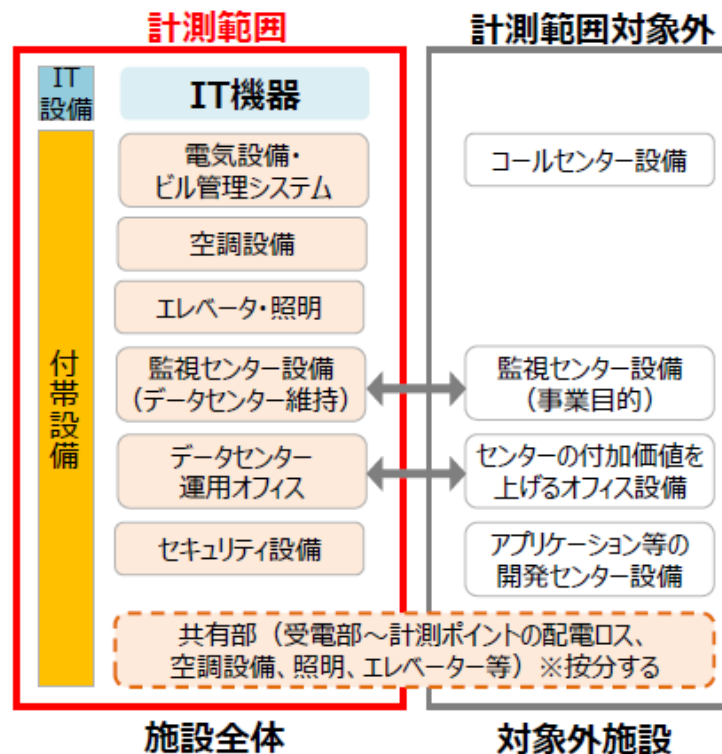 計測範囲
計測範囲対象外
IT
設備
IT機器
付帯設備
電気設備・
ビル管理システム
空調設備
エレベータ・照明
監視センター設備
(データセンター維持)
データセンター
運用オフィス
セキュリティ設備
コールセンター設備
監視センター設備
(事業目的)
センターの付加価値を
上げるオフィス設備
アプリケーション等の
開発センター設備
共有部(受電部~計測ポイントの配電ロス、
空調設備、照明、エレベーター等)※按分する
施設全体
対象外施設